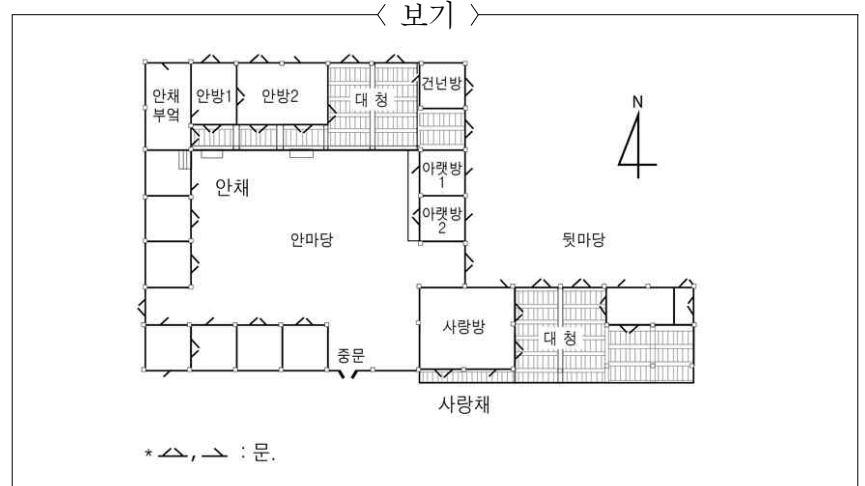 〈 보기 〉
안채
부엌
안방1
안방2
대 청
건넌방
N
아랫방
1
아랫방
2
안채
안마당
뒷마당
사랑방
대 청
중문
사랑채
* , : 문.